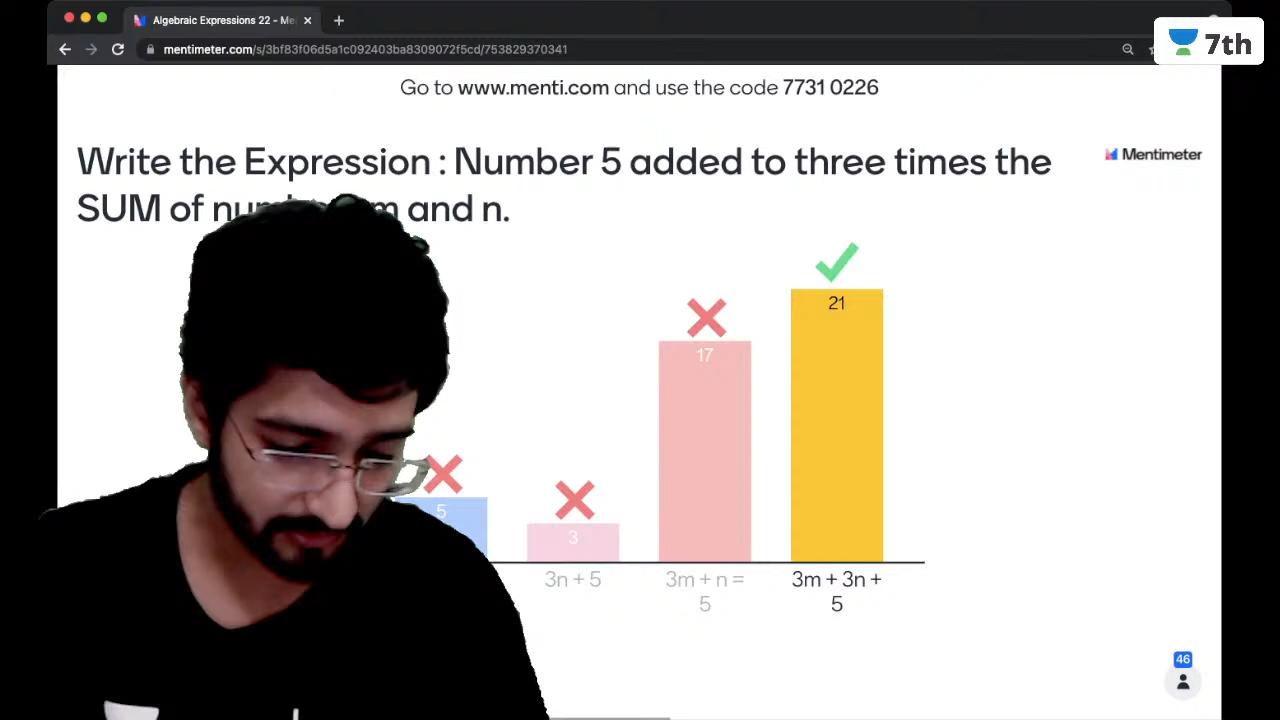 Algebraic Expressions 22 - Me
mentimeter.com/s/3bf83f06d5a1c092403ba8309072f5cd/753829370341
7th
Go to www.menti.com and use the code 7731 0226
Write the Expression : Number 5 added to three times the
SUM of m and n.
Mentimeter
5
3
17
21
3n + 5
3m + n =
5
3m + 3n +
5
46